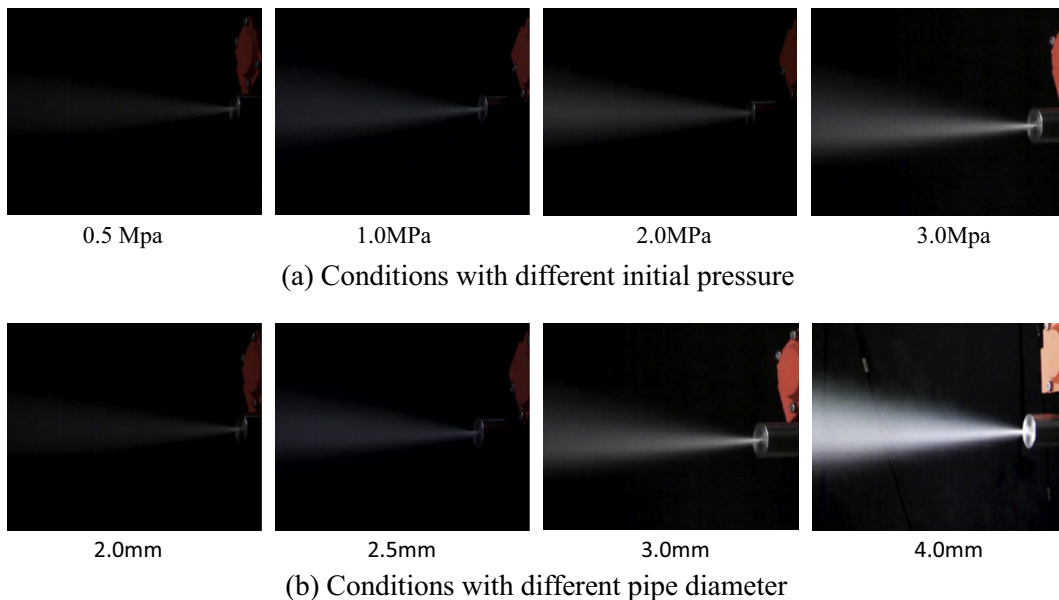 0.5 Mpa 1.0MPa 2.0MPa 3.0Mpa
(a) Conditions with different initial pressure
2.0mm 2.5mm 3.0mm 4.0mm
(b) Conditions with different pipe diameter